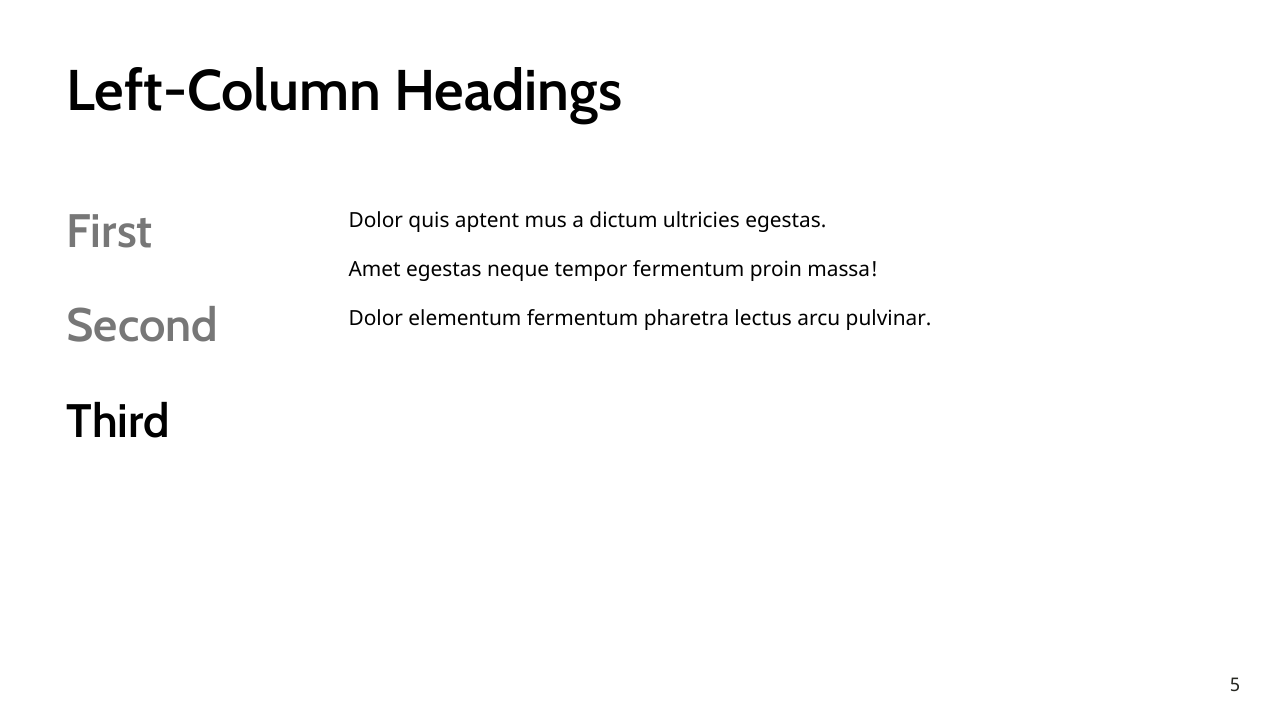 Left-Column Headings
First
Second
Third
Dolor quis aptent mus a dictum ultricies egestas.
Amet egestas neque tempor fermentum proin massa!
Dolor elementum fermentum pharetra lectus arcu pulvinar.
5